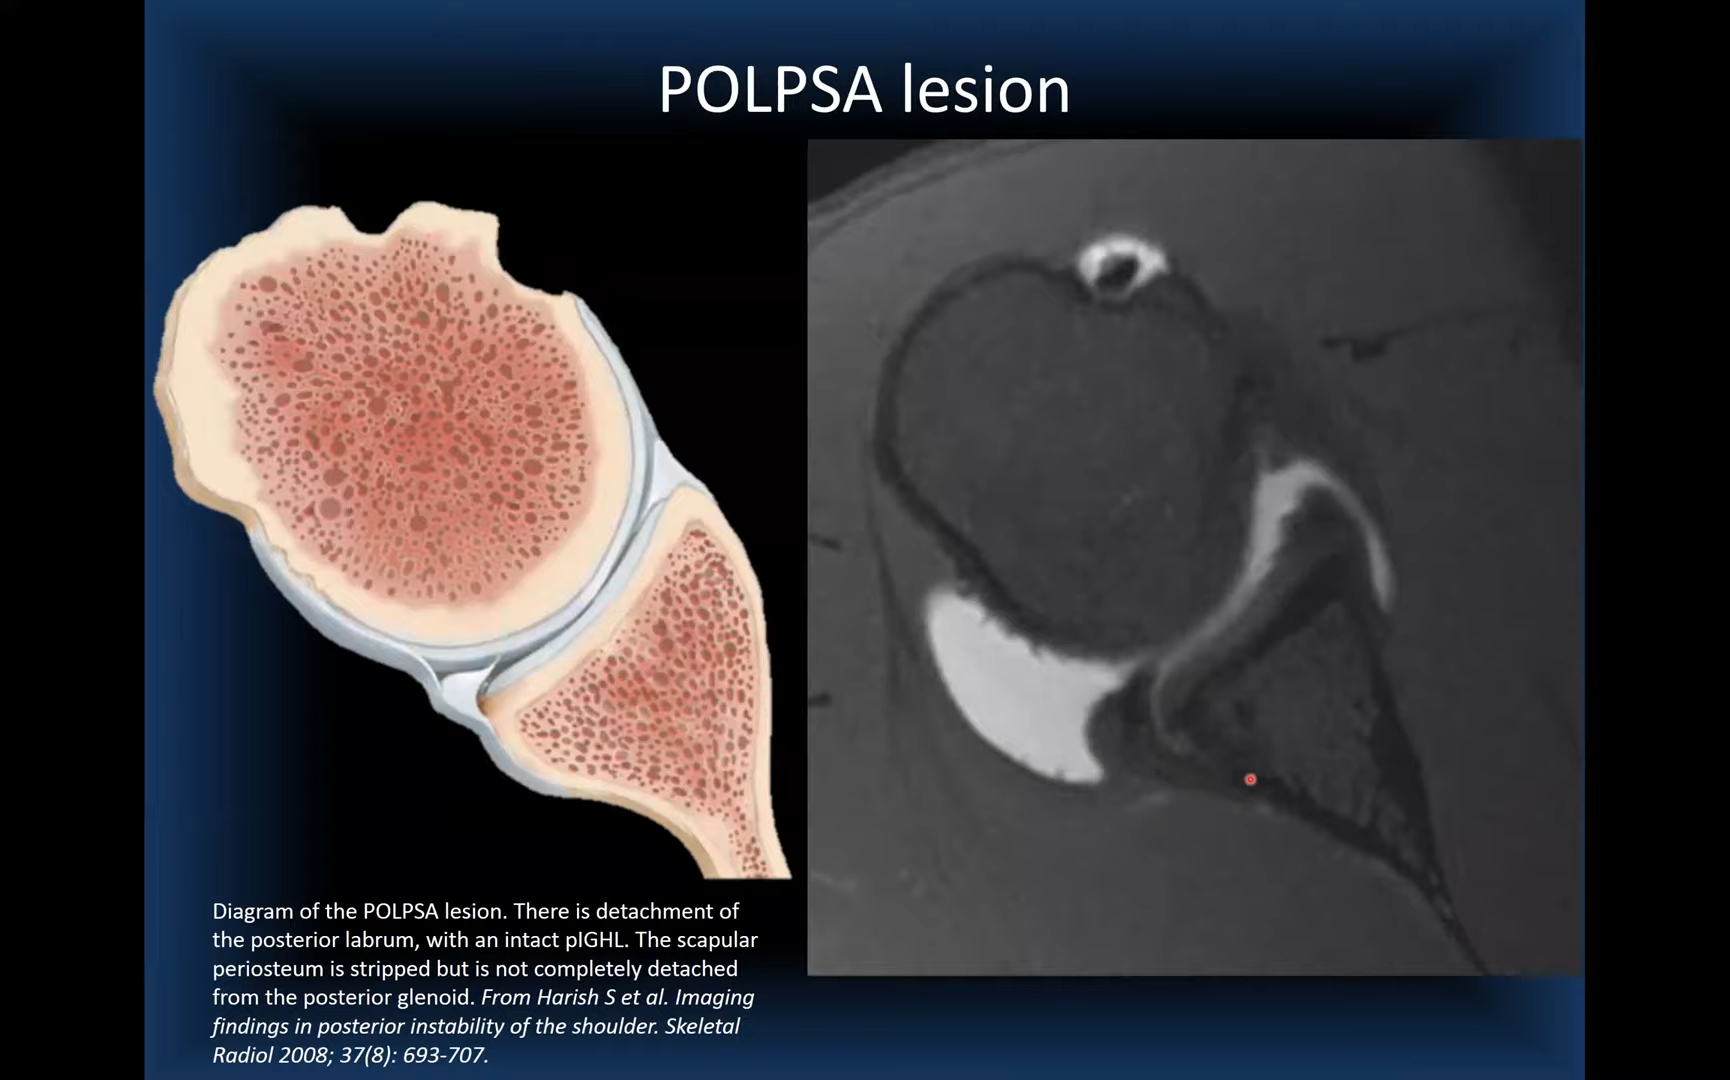 POLPSA lesion
Diagram of the POLPSA lesion. There is detachment of
the posterior labrum, with an intact pIGHL. The scapular
periosteum is stripped but is not completely detached
from the posterior glenoid. From Harish S et al. Imaging
findings in posterior instability of the shoulder. Skeletal
Radiol 2008; 37(8): 693-707.